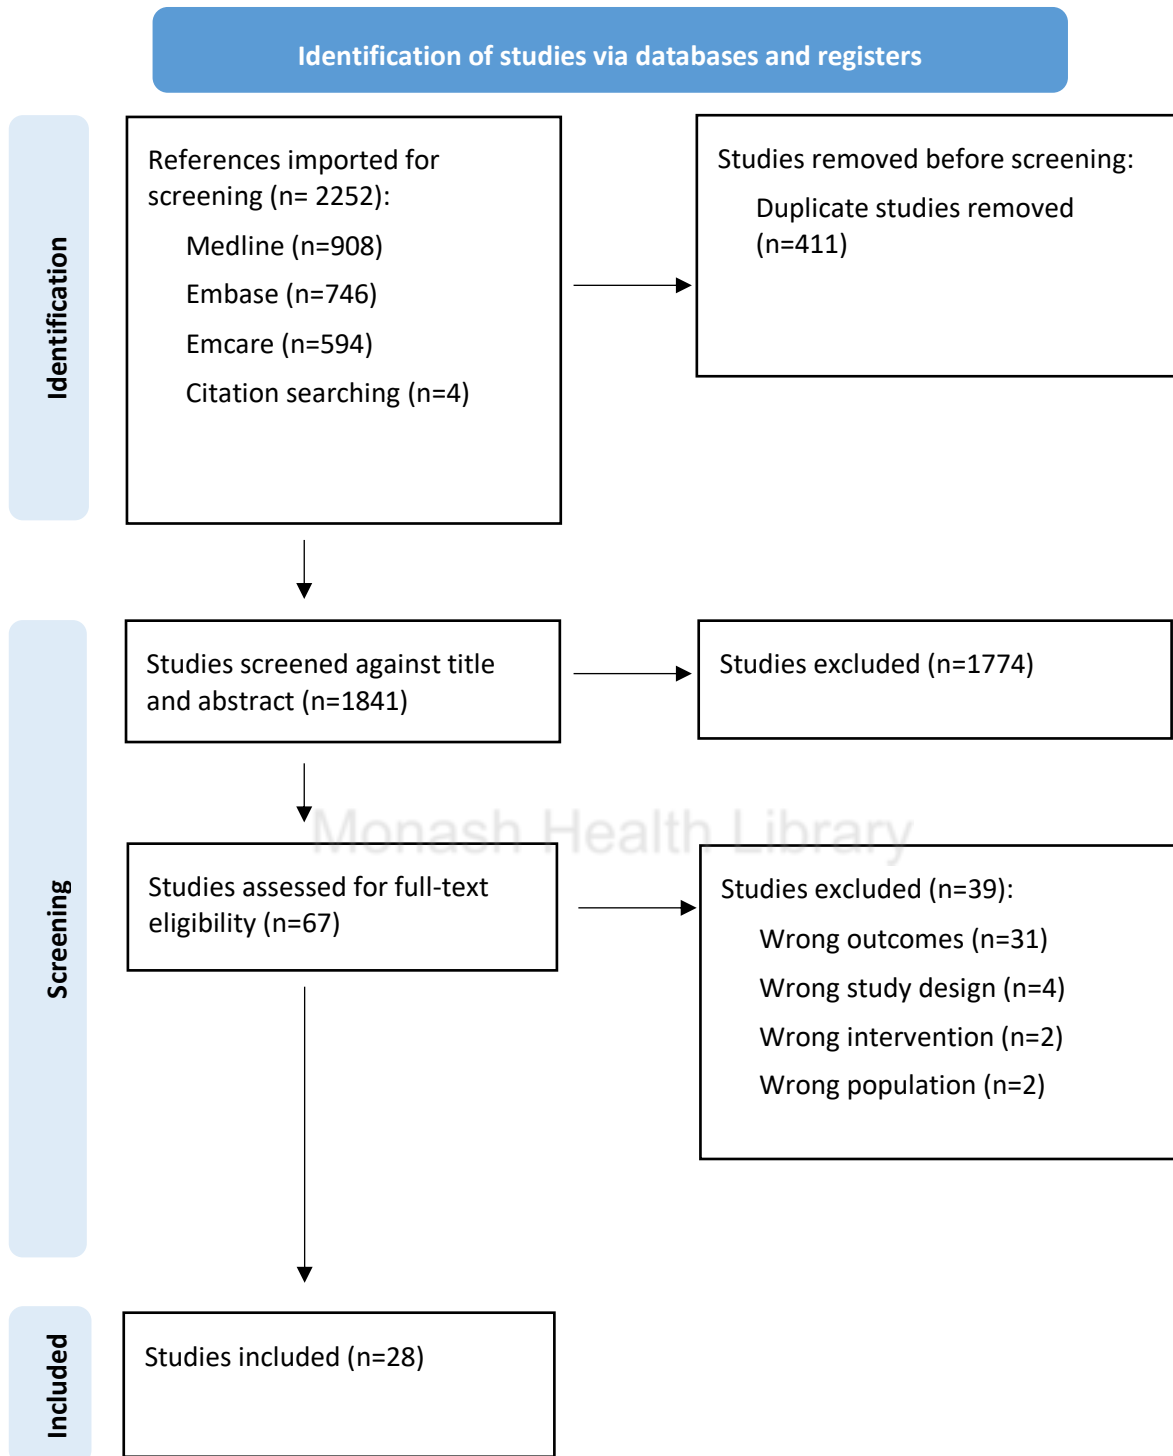 Identification of studies via databases and registers
Identification
References imported for
screening (n= 2252):
Medline (n=908)
Embase (n=746)
Emcare (n=594)
Citation searching (n=4)
Studies removed before screening:
Duplicate studies removed
(n=411)
Screening
Studies screened against title
and abstract (n=1841)
Studies excluded (n=1774)
Monash Health Library
Studies assessed for full-text
eligibility (n=67)
Studies excluded (n=39):
Wrong outcomes (n=31)
Wrong study design (n=4)
Wrong intervention (n=2)
Wrong population (n=2)
Included
Studies included (n=28)